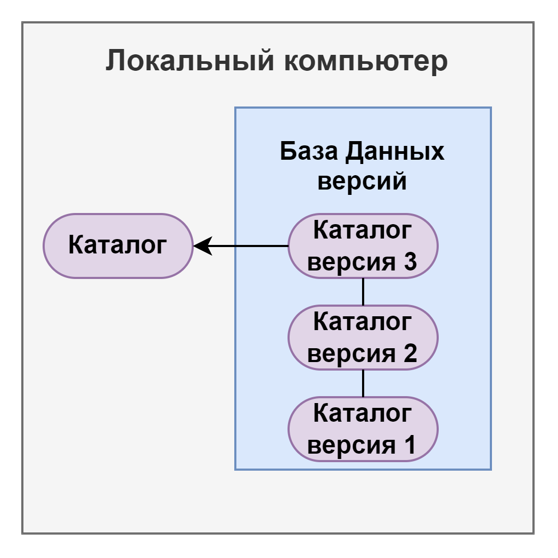 Локальный компьютер
База Данных
версий
Каталог
Каталог
версия 3
Каталог
версия 2
Каталог
версия 1